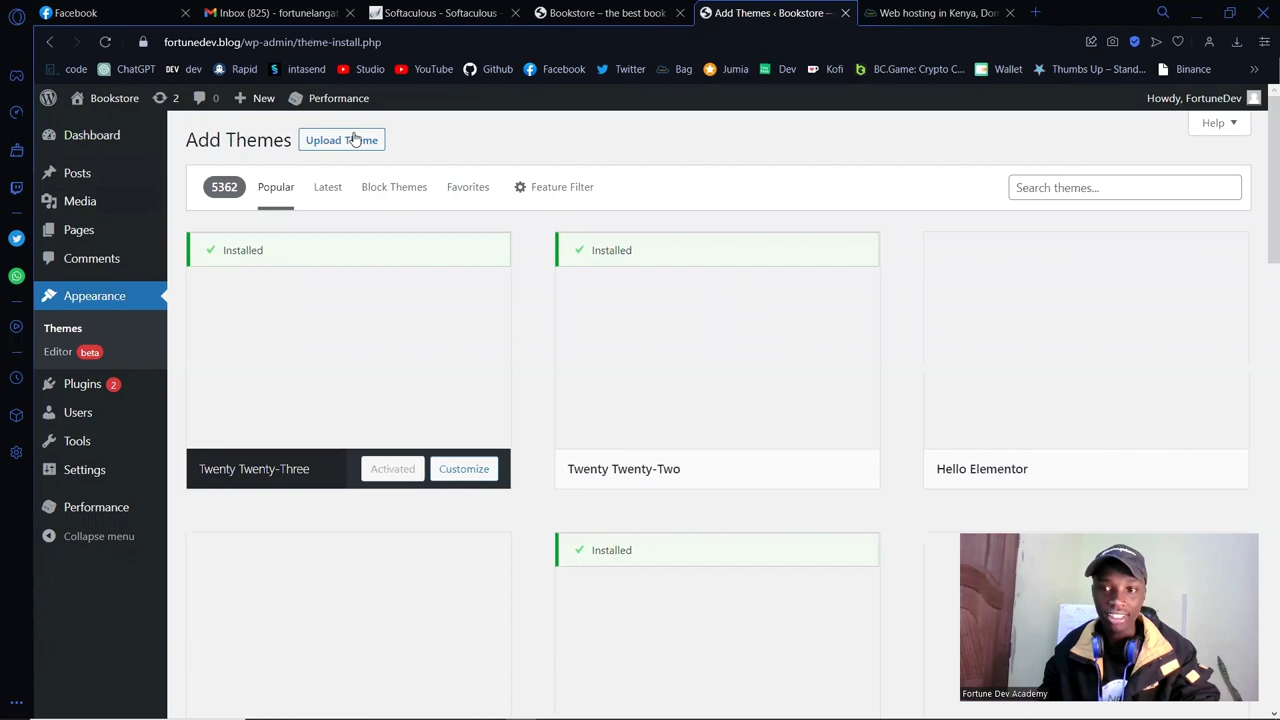 Facebook
Inbox (825) - fortunelangat
Softaculous - Softaculous -
Bookstore – the best book
Add Themes ‹ Bookstore —
Web hosting in Kenya, Dom
fortunedev.blog/wp-admin/theme-install.php
code
ChatGPT
DEV dev
Rapid
intasend
Studio
YouTube
Github
Facebook
Twitter
Bag
Jumia
Dev
Kofi
BC.Game: Crypto C...
Wallet
Thumbs Up – Stand...
Binance
Bookstore
2
0
New
Performance
Howdy, FortuneDev
Dashboard
Posts
Media
Pages
Comments
Appearance
Themes
Editor beta
Plugins 2
Users
Tools
Settings
Performance
Collapse menu
Add Themes
Upload Theme
Help
5362
Popular
Latest
Block Themes
Favorites
Feature Filter
Search themes...
Installed
Installed
Twenty Twenty-Three
Activated
Customize
Twenty Twenty-Two
Hello Elementor
Installed
Fortune Dev Academy